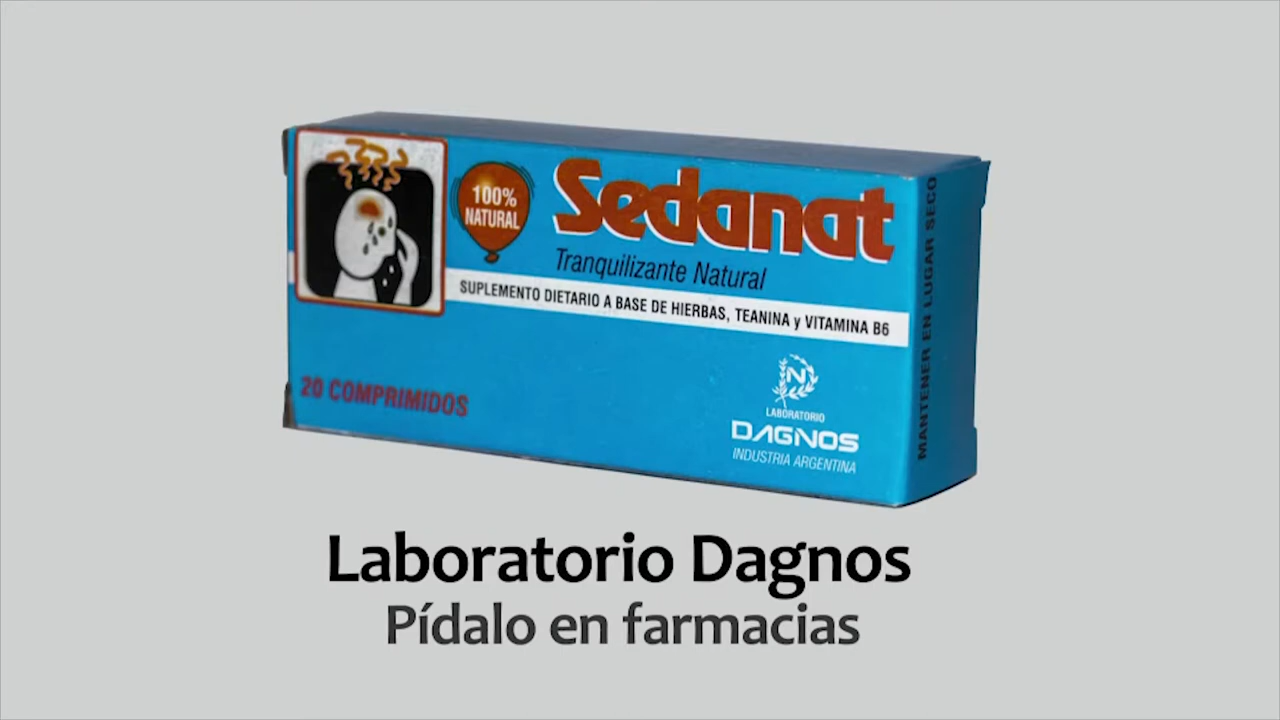 100%
NATURAL
Sedanat
Tranquilizante Natural
SUPLEMENTO DIETARIO A BASE DE HIERBAS, TEANINA y VITAMINA B6
20 COMPRIMIDOS
N
LABORATORIO
DAGNOS
INDUSTRIA ARGENTINA
MANTENER EN LUGAR SECO
Laboratorio Dagnos
Pídalo en farmacias